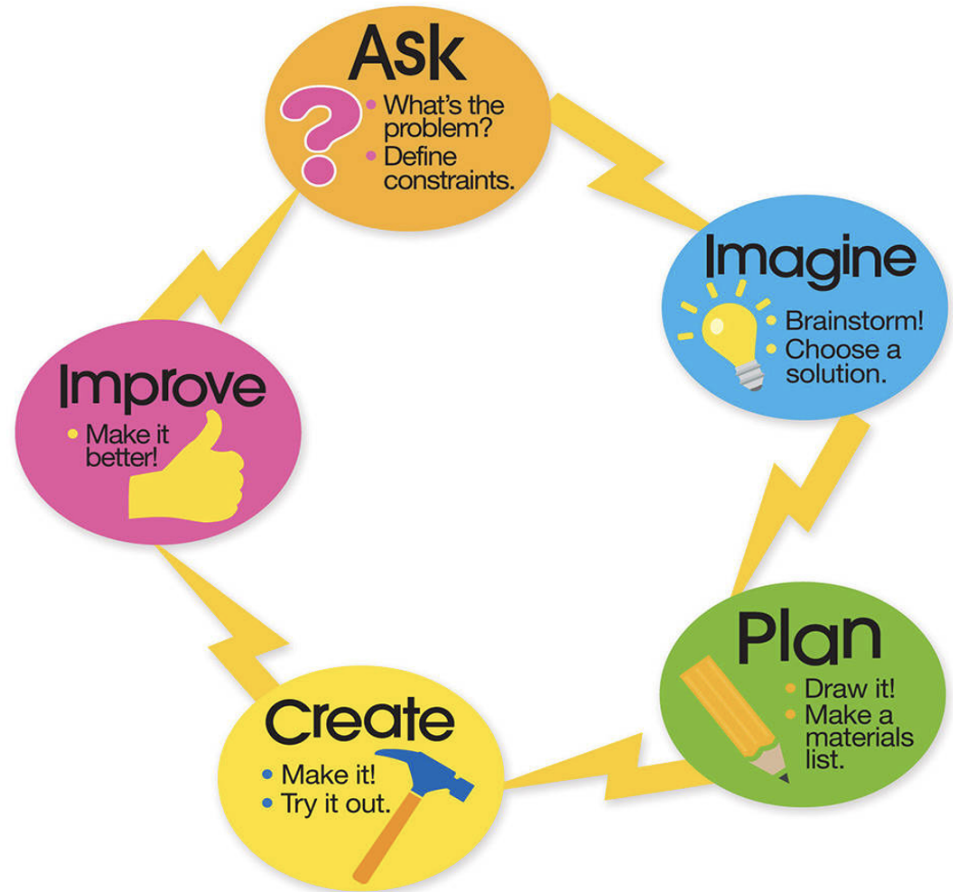 Ask
• What's the
problem?
• Define
constraints.
Imagine
• Brainstorm!
• Choose a
solution.
Plan
• Draw it!
• Make a
materials
list.
Create
• Make it!
• Try it out.
Improve
• Make it
better!